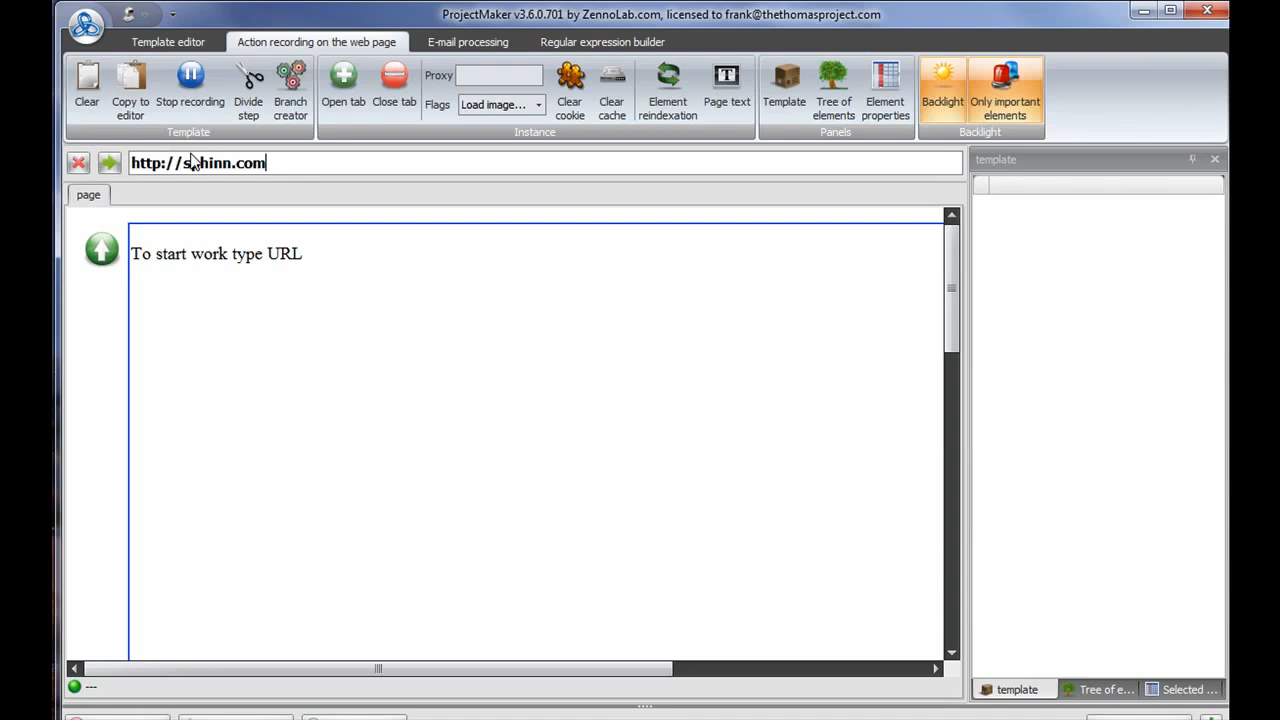 ProjectMaker v3.6.0.701 by ZennoLab.com, licensed to frank@thethomasproject.com
Template editor
Action recording on the web page
E-mail processing
Regular expression builder
Clear
Copy to editor
Stop recording
Divide step
Branch creator
Template
Open tab
Close tab
Proxy
Flags
Load image...
Clear cookie
Clear cache
Element reindexation
Page text
Instance
Template
Tree of elements
Element properties
Panels
Backlight
Only important elements
Backlight
template
page
To start work type URL
---
template
Tree of e...
Selected ...